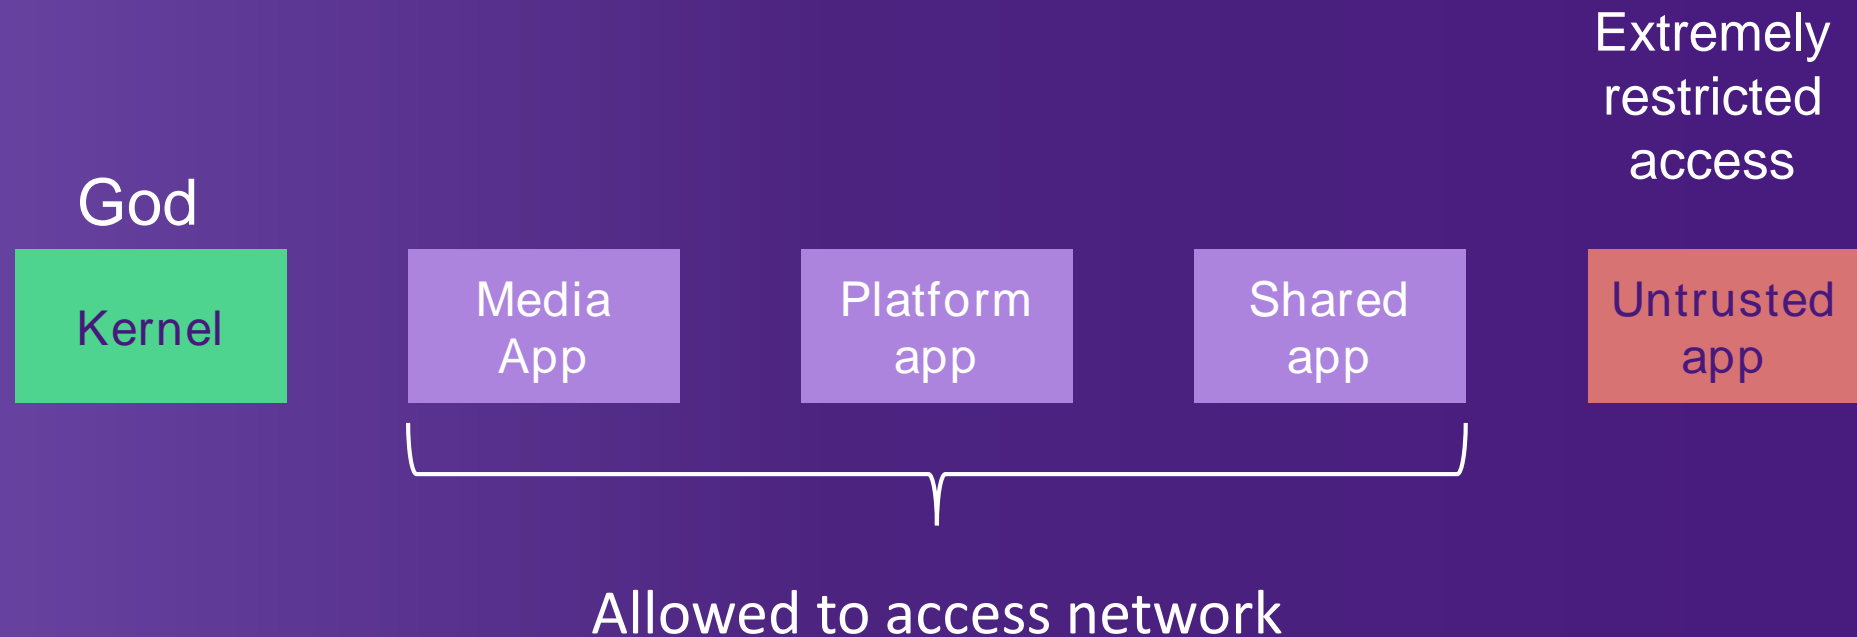 God
Kernel
Media
App
Platform
app
Shared
app
Extremely
restricted
access
Untrusted
app
Allowed to access network